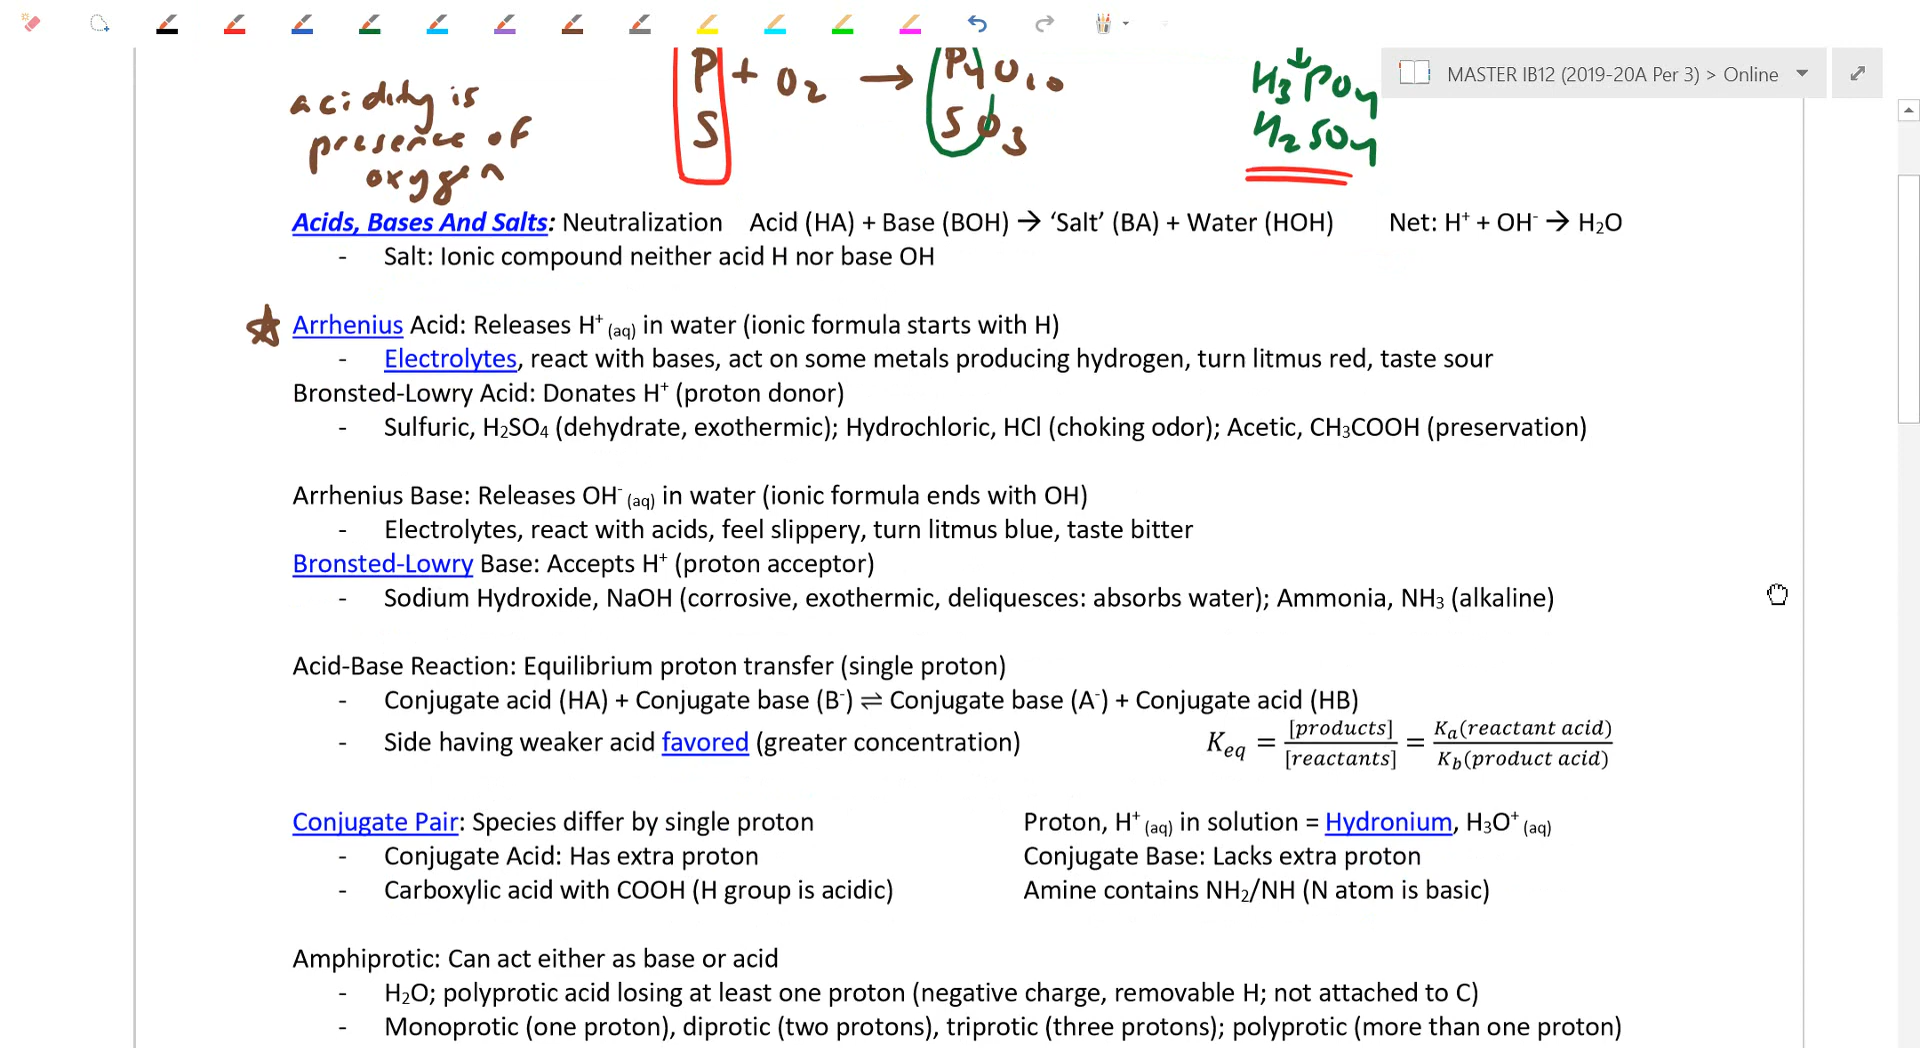 MASTER IB12 (2019-20A Per 3) > Online
P + O2 → P4O10
S SO3
H3PO4
H2SO4
acidity is
presence of
oxygen
Acids, Bases And Salts: Neutralization Acid (HA) + Base (BOH) → ‘Salt’ (BA) + Water (HOH) Net: H⁺ + OH⁻ → H₂O
- Salt: Ionic compound neither acid H nor base OH
Arrhenius Acid: Releases H⁺ (aq) in water (ionic formula starts with H)
- Electrolytes, react with bases, act on some metals producing hydrogen, turn litmus red, taste sour
Bronsted-Lowry Acid: Donates H⁺ (proton donor)
- Sulfuric, H₂SO₄ (dehydrate, exothermic); Hydrochloric, HCl (choking odor); Acetic, CH₃COOH (preservation)
Arrhenius Base: Releases OH⁻ (aq) in water (ionic formula ends with OH)
- Electrolytes, react with acids, feel slippery, turn litmus blue, taste bitter
Bronsted-Lowry Base: Accepts H⁺ (proton acceptor)
- Sodium Hydroxide, NaOH (corrosive, exothermic, deliquesces: absorbs water); Ammonia, NH₃ (alkaline)
Acid-Base Reaction: Equilibrium proton transfer (single proton)
- Conjugate acid (HA) + Conjugate base (B⁻) ⇌ Conjugate base (A⁻) + Conjugate acid (HB)
- Side having weaker acid favored (greater concentration) Keq = [products]/[reactants] = Ka(reactant acid)/Kb(product acid)
Conjugate Pair: Species differ by single proton Proton, H⁺ (aq) in solution = Hydronium, H₃O⁺ (aq)
- Conjugate Acid: Has extra proton Conjugate Base: Lacks extra proton
- Carboxylic acid with COOH (H group is acidic) Amine contains NH₂/NH (N atom is basic)
Amphiprotic: Can act either as base or acid
- H₂O; polyprotic acid losing at least one proton (negative charge, removable H; not attached to C)
- Monoprotic (one proton), diprotic (two protons), triprotic (three protons); polyprotic (more than one proton)